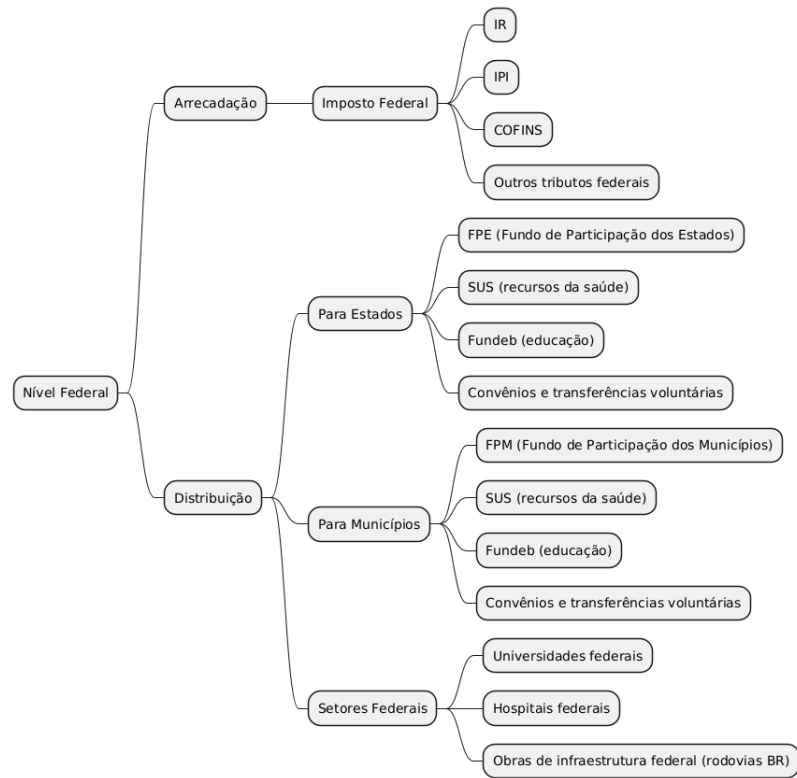 IR
IPI
Arrecadação
Imposto Federal
COFINS
Outros tributos federais
FPE (Fundo de Participação dos Estados)
SUS (recursos da saúde)
Para Estados
Fundeb (educação)
Nível Federal
Convênios e transferências voluntárias
FPM (Fundo de Participação dos Municípios)
Distribuição
SUS (recursos da saúde)
Para Municípios
Fundeb (educação)
Convênios e transferências voluntárias
Universidades federais
Setores Federais
Hospitais federais
Obras de infraestrutura federal (rodovias BR)